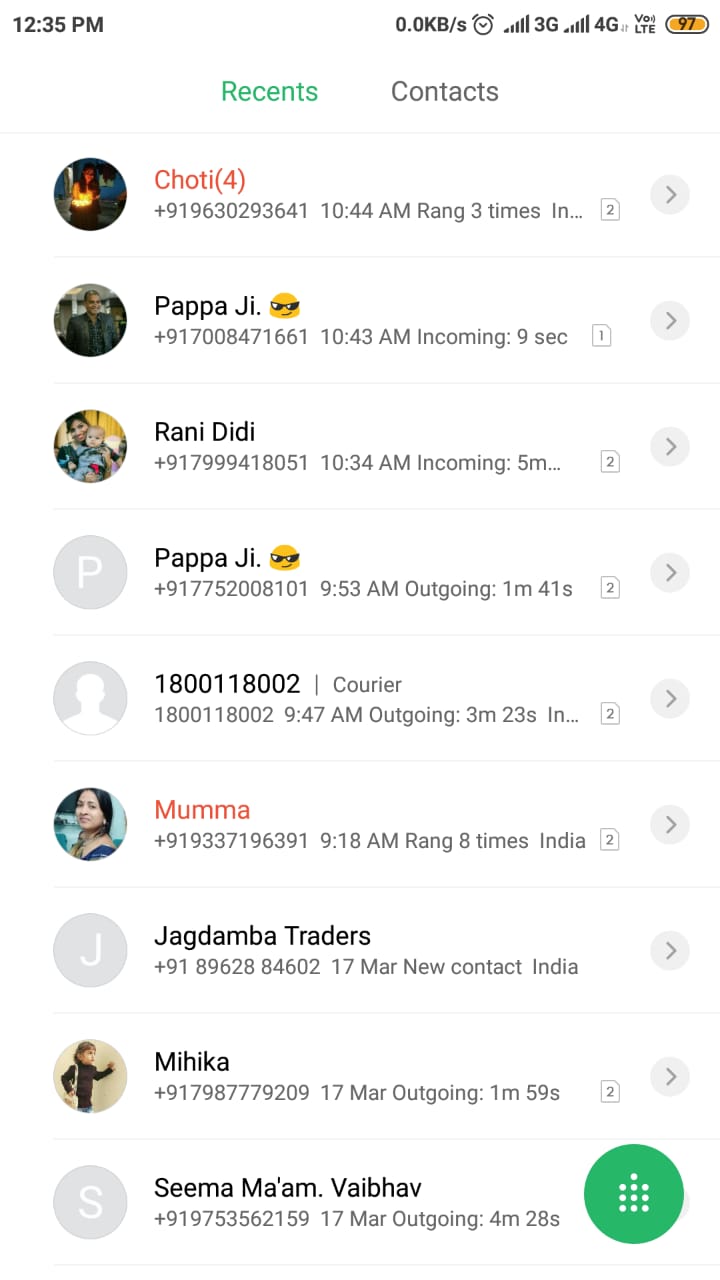 12:35 PM 0.0KB/s 3G 4G Vo) LTE 97
Recents Contacts
Choti(4)
+919630293641 10:44 AM Rang 3 times In... 2
Pappa Ji. 😎
+917008471661 10:43 AM Incoming: 9 sec 1
Rani Didi
+917999418051 10:34 AM Incoming: 5m... 2
P
Pappa Ji. 😎
+917752008101 9:53 AM Outgoing: 1m 41s 2
1800118002 | Courier
1800118002 9:47 AM Outgoing: 3m 23s In... 2
Mumma
+919337196391 9:18 AM Rang 8 times India 2
J
Jagdamba Traders
+91 89628 84602 17 Mar New contact India
Mihika
+917987779209 17 Mar Outgoing: 1m 59s 2
S
Seema Ma'am. Vaibhav
+919753562159 17 Mar Outgoing: 4m 28s